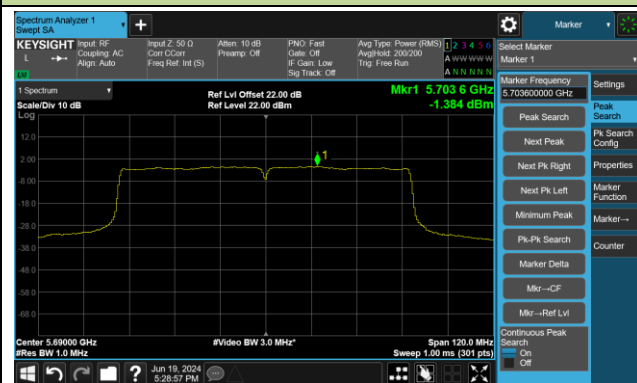 Spectrum Analyzer 1
Swept SA
Marker
KEYSIGHT
L
Input: RF
Coupling: AC
Align: Auto
Input Z: 50 Ω
Corr CCorr
Freq Ref: Int (S)
Atten: 10 dB
Preamp: Off
PNO: Fast
Gate: Off
IF Gain: Low
Sig Track: Off
Avg Type: Power (RMS)
Avg|Hold: 200/200
Trig: Free Run
1 2 3 4 5 6
A W W W W W
A N N N N N
Select Marker
Marker 1
1 Spectrum
Scale/Div 10 dB
Log
Ref Lvl Offset 22.00 dB
Ref Level 22.00 dBm
Mkr1 5.703 6 GHz
-1.384 dBm
12.0
2.00
-8.00
-18.0
-28.0
-38.0
-48.0
-58.0
-68.0
1
Center 5.69000 GHz
#Res BW 1.0 MHz
#Video BW 3.0 MHz*
Span 120.0 MHz
Sweep 1.00 ms (301 pts)
Jun 19, 2024
5:28:57 PM
Marker Frequency
5.703600000 GHz
Peak Search
Next Peak
Next Pk Right
Next Pk Left
Minimum Peak
Pk-Pk Search
Marker Delta
Mkr→CF
Mkr→Ref Lvl
Continuous Peak
Search
On
Off
Settings
Peak
Search
Pk Search
Config
Properties
Marker
Function
Marker→
Counter